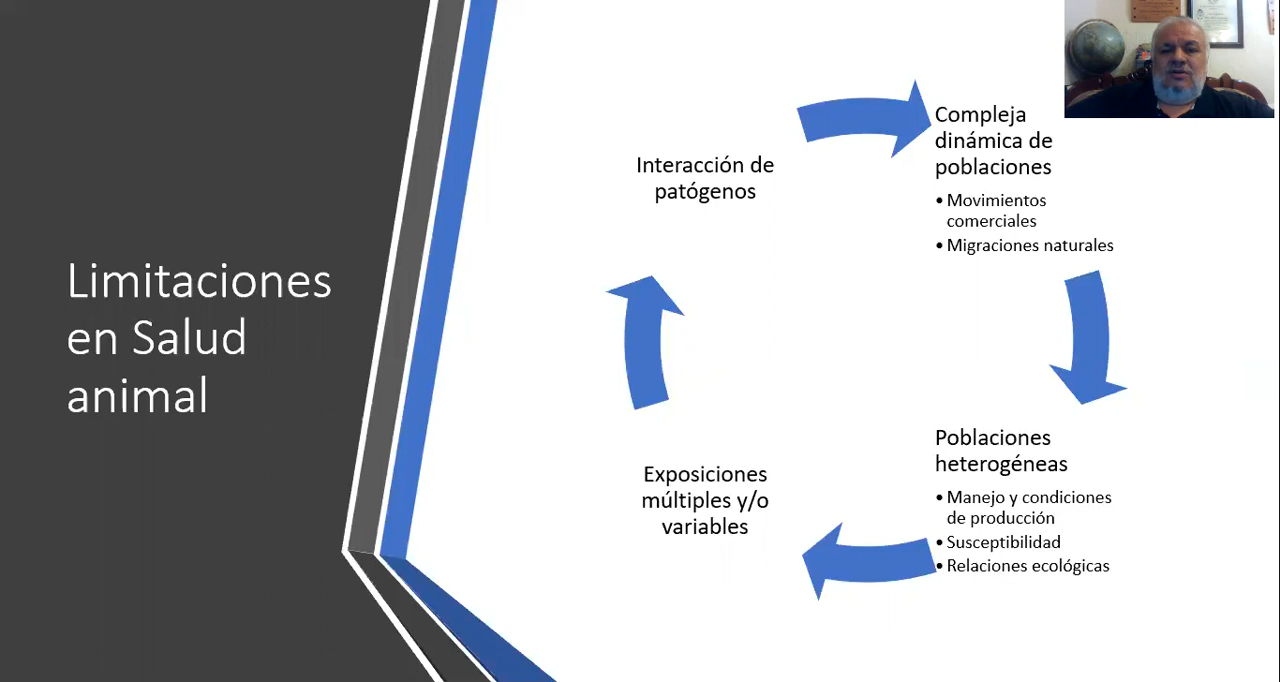 Limitaciones
en Salud
animal
Interacción de
patógenos
Compleja
dinámica de
poblaciones
• Movimientos
comerciales
• Migraciones naturales
Poblaciones
heterogéneas
• Manejo y condiciones
de producción
• Susceptibilidad
• Relaciones ecológicas
Exposiciones
múltiples y/o
variables